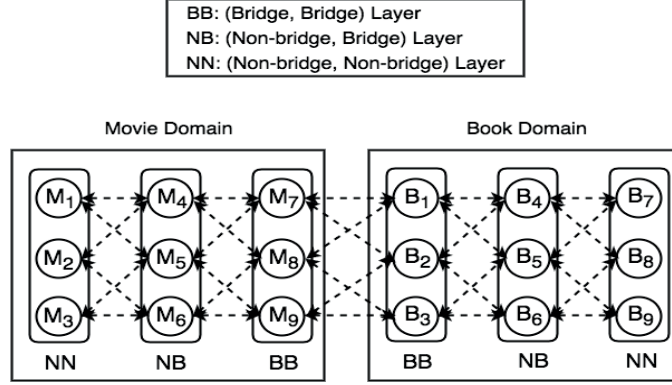 BB: (Bridge, Bridge) Layer
NB: (Non-bridge, Bridge) Layer
NN: (Non-bridge, Non-bridge) Layer
Movie Domain Book Domain
M1 M4 M7 B1 B4 B7
M2 M5 M8 B2 B5 B8
M3 M6 M9 B3 B6 B9
NN NB BB BB NB NN